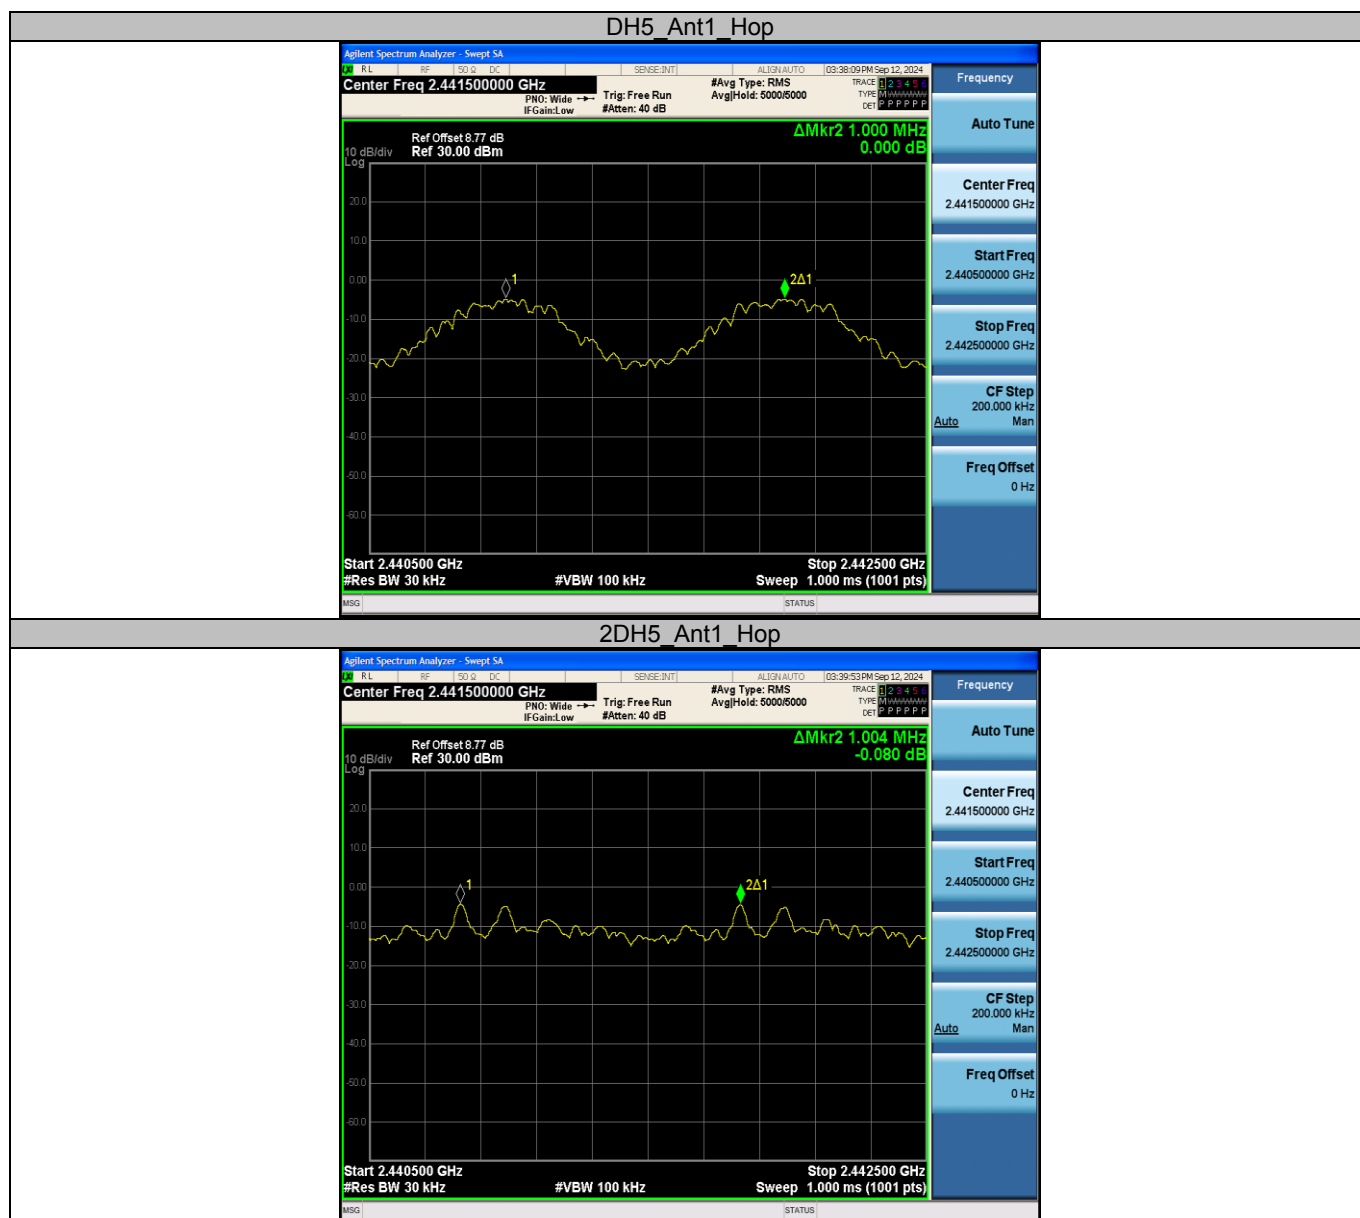 DH5_Ant1_Hop
Agilent Spectrum Analyzer - Swept SA
RL RF 50 Ω DC SENSE:INT ALIGN AUTO 03:38:09 PM Sep 12, 2024
Center Freq 2.441500000 GHz
PNO: Wide
IFGain:Low
Trig: Free Run
#Atten: 40 dB
#Avg Type: RMS
Avg|Hold: 5000/5000
TRACE 1 2 3 4 5 6
TYPE M W W W W W
DET P P P P P P
Frequency
Auto Tune
Center Freq
2.441500000 GHz
Start Freq
2.440500000 GHz
Stop Freq
2.442500000 GHz
CF Step
200.000 kHz
Auto Man
Freq Offset
0 Hz
ΔMkr2 1.000 MHz
0.000 dB
Ref Offset 8.77 dB
10 dB/div Ref 30.00 dBm
Log
20.0
10.0
0.00
-10.0
-20.0
-30.0
-40.0
-50.0
-60.0
1
2Δ1
Start 2.440500 GHz Stop 2.442500 GHz
#Res BW 30 kHz #VBW 100 kHz Sweep 1.000 ms (1001 pts)
MSG STATUS
2DH5_Ant1_Hop
Agilent Spectrum Analyzer - Swept SA
RL RF 50 Ω DC SENSE:INT ALIGN AUTO 03:39:53 PM Sep 12, 2024
Center Freq 2.441500000 GHz
PNO: Wide
IFGain:Low
Trig: Free Run
#Atten: 40 dB
#Avg Type: RMS
Avg|Hold: 5000/5000
TRACE 1 2 3 4 5 6
TYPE M W W W W W
DET P P P P P P
Frequency
Auto Tune
Center Freq
2.441500000 GHz
Start Freq
2.440500000 GHz
Stop Freq
2.442500000 GHz
CF Step
200.000 kHz
Auto Man
Freq Offset
0 Hz
ΔMkr2 1.004 MHz
-0.080 dB
Ref Offset 8.77 dB
10 dB/div Ref 30.00 dBm
Log
20.0
10.0
0.00
-10.0
-20.0
-30.0
-40.0
-50.0
-60.0
1
2Δ1
Start 2.440500 GHz Stop 2.442500 GHz
#Res BW 30 kHz #VBW 100 kHz Sweep 1.000 ms (1001 pts)
MSG STATUS